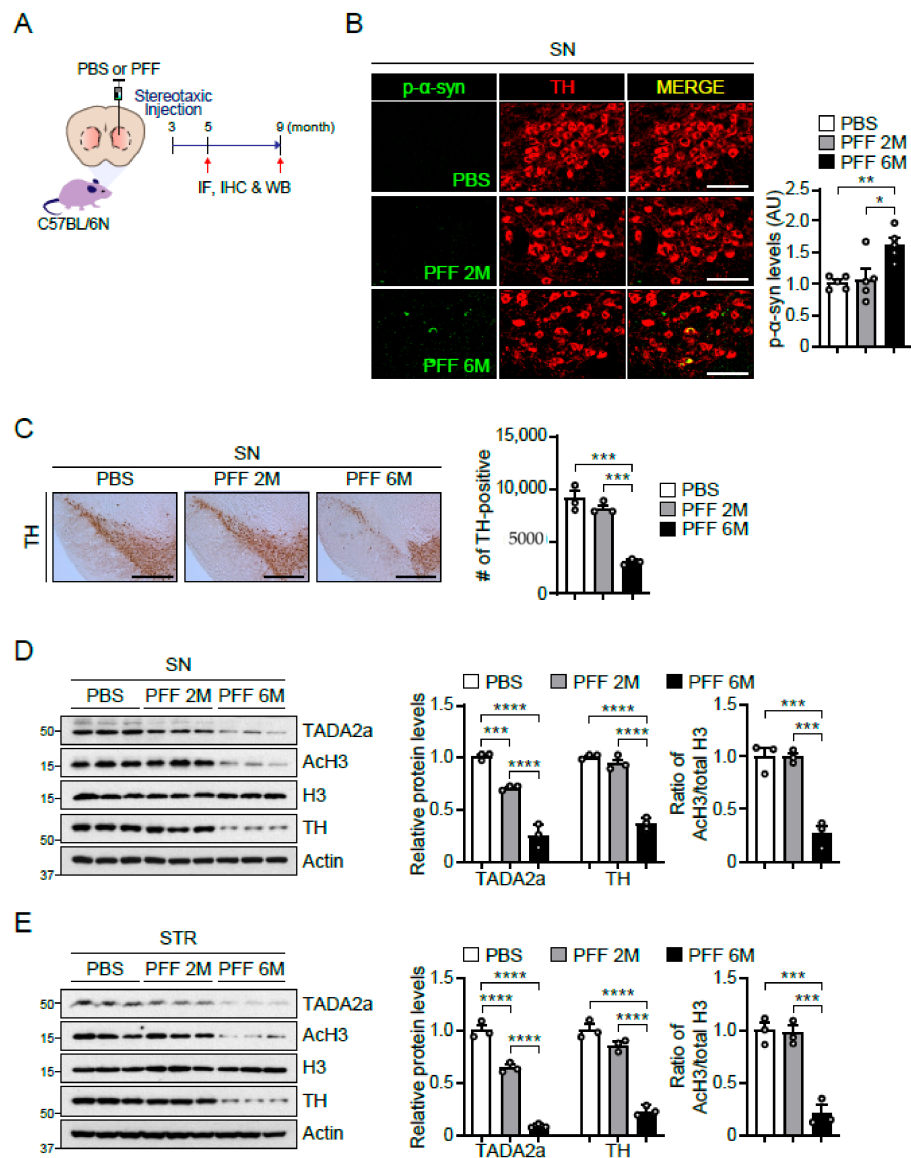 A
PBS or PFF
Stereotaxic
Injection
3 5 9 (month)
IF, IHC & WB
C57BL/6N
B
SN
p-α-syn TH MERGE
PBS
PFF 2M
PFF 6M
PBS
PFF 2M
PFF 6M
p-α-syn levels (AU)
2.5
2.0
1.5
1.0
0.5
0
**
*
C
SN
PBS PFF 2M PFF 6M
TH
# of TH-positive
15,000
10,000
5000
0
***
***
PBS
PFF 2M
PFF 6M
D
SN
PBS PFF 2M PFF 6M
50 TADA2a
15 AcH3
15 H3
TH
50
Actin
37
PBS PFF 2M PFF 6M
Relative protein levels
1.5
1.0
0.5
0
****
***
****
****
****
TADA2a TH
Ratio of
AcH3/total H3
1.5
1.0
0.5
0
***
***
E
STR
PBS PFF 2M PFF 6M
50 TADA2a
15 AcH3
15 H3
TH
50
Actin
37
PBS PFF 2M PFF 6M
Relative protein levels
1.5
1.0
0.5
0
****
****
****
****
****
TADA2a TH
Ratio of
AcH3/total H3
1.5
1.0
0.5
0
***
***